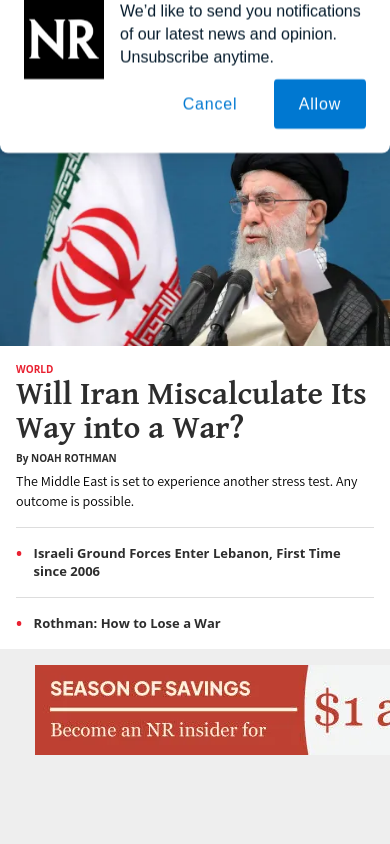 NR
We’d like to send you notifications
of our latest news and opinion.
Unsubscribe anytime.
Cancel
Allow
WORLD
Will Iran Miscalculate Its
Way into a War?
By NOAH ROTHMAN
The Middle East is set to experience another stress test. Any
outcome is possible.
• Israeli Ground Forces Enter Lebanon, First Time
since 2006
• Rothman: How to Lose a War
SEASON OF SAVINGS
Become an NR insider for
$1 a